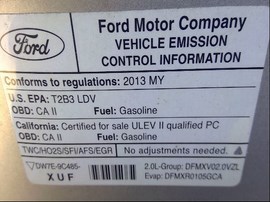 Ford
Ford Motor Company
VEHICLE EMISSION
CONTROL INFORMATION
Conforms to regulations: 2013 MY
U.S. EPA: T2B3 LDV
OBD: CA II Fuel: Gasoline
California: Certified for sale ULEV II qualified PC
OBD: CA II Fuel: Gasoline
TWC/HO2S/SFI/AFS/EGR No adjustments needed.
DW7E-9C485- 2.0L-Group: DFMXV02.0VZL
XUF Evap: DFMXR0105GCA